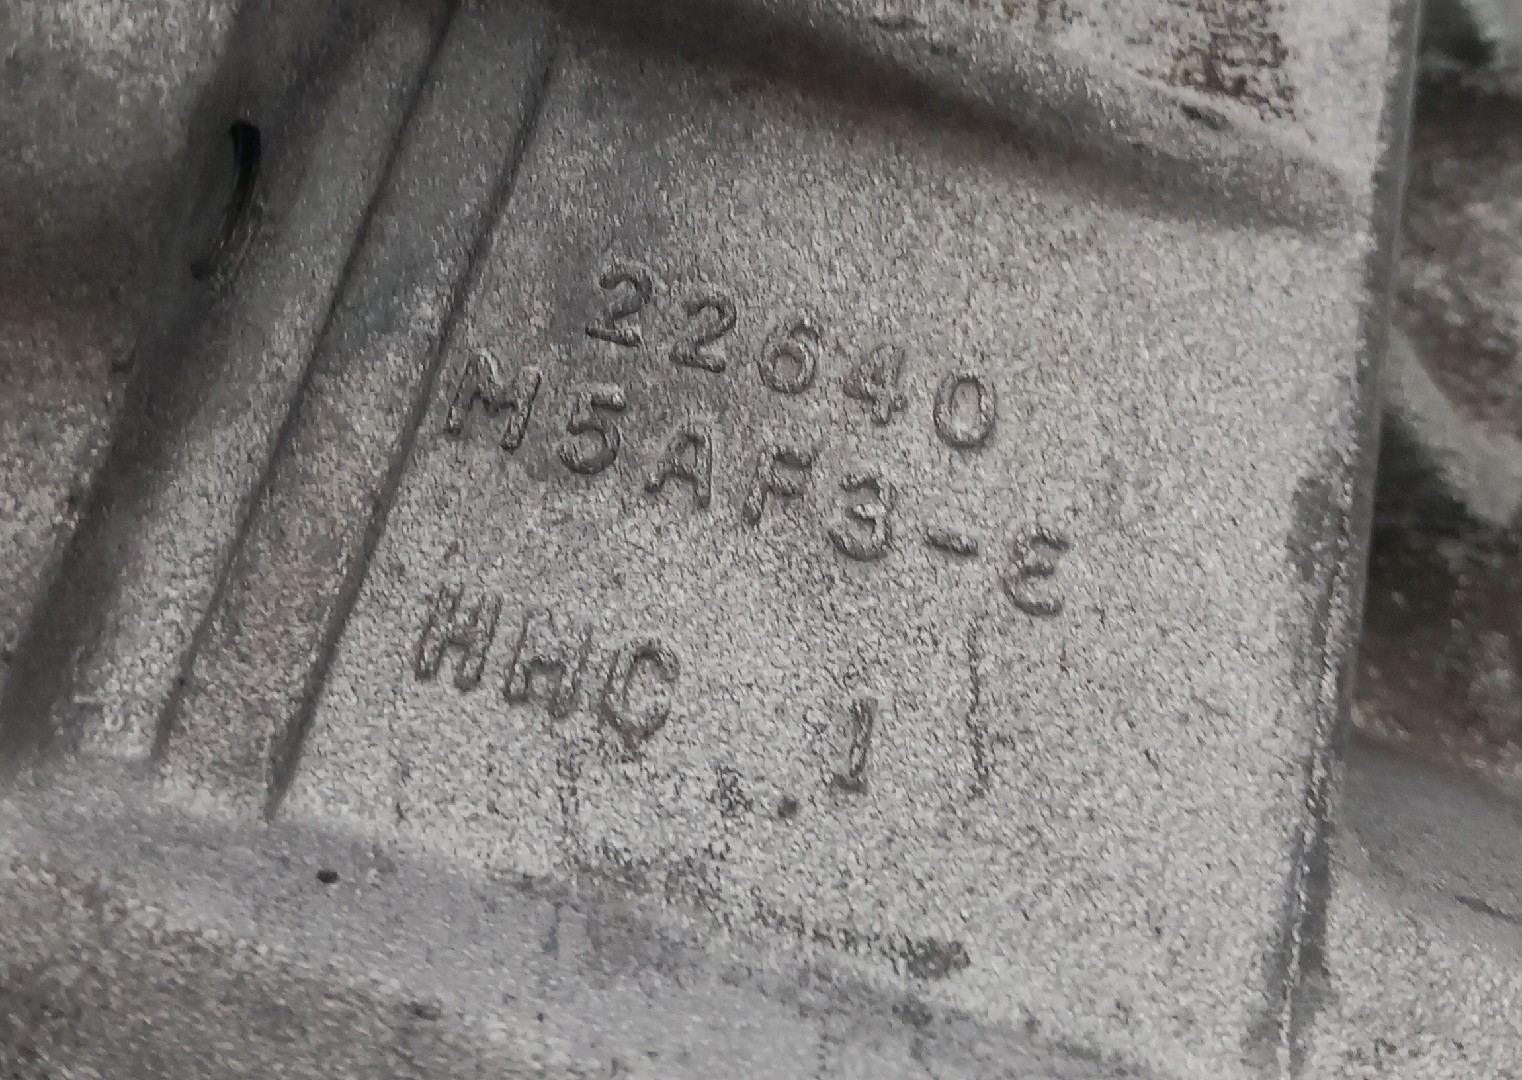 22640
M5AF3-E
HWC
. 1